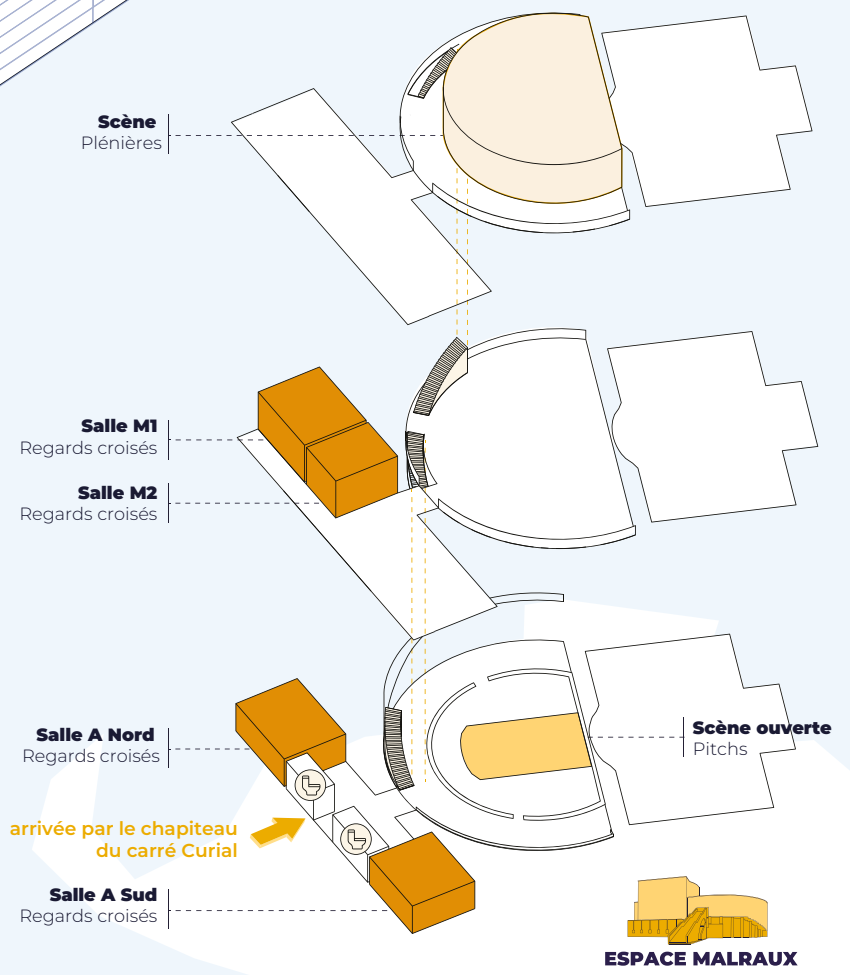 Scène
Plénières
Salle M1
Regards croisés
Salle M2
Regards croisés
Salle A Nord
Regards croisés
Scène ouverte
Pitchs
arrivée par le chapiteau
du carré Curial
Salle A Sud
Regards croisés
ESPACE MALRAUX